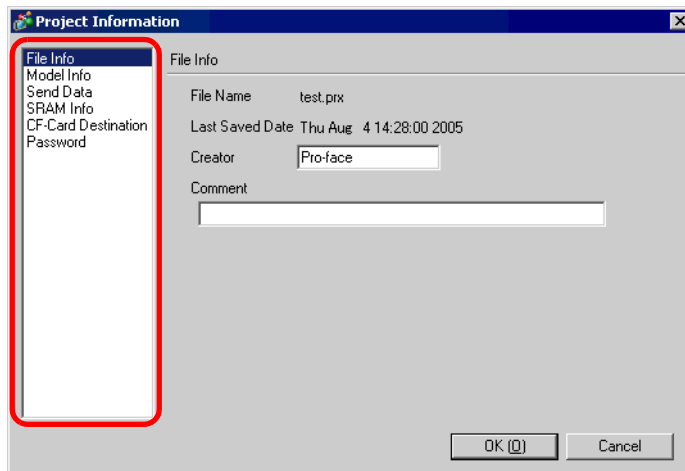 Project Information
File Info
Model Info
Send Data
SRAM Info
CF-Card Destination
Password
File Info
File Name test.prx
Last Saved Date Thu Aug 4 14:28:00 2005
Creator Pro-face
Comment
OK (O) Cancel